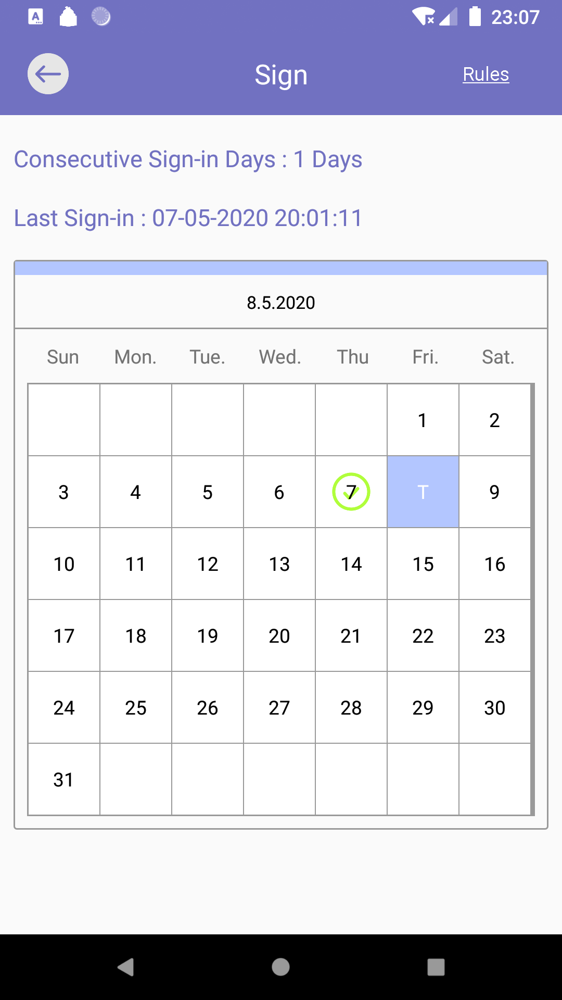 23:07
Sign
Rules
Consecutive Sign-in Days : 1 Days
Last Sign-in : 07-05-2020 20:01:11
8.5.2020
Sun Mon. Tue. Wed. Thu Fri. Sat.
1 2
3 4 5 6 7 T 9
10 11 12 13 14 15 16
17 18 19 20 21 22 23
24 25 26 27 28 29 30
31